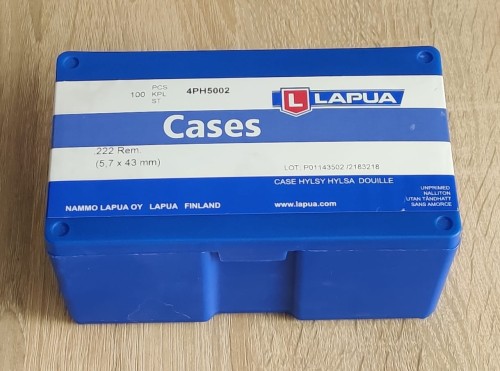 100 PCS KPL ST 4PH5002
L LAPUA
Cases
.222 Rem.
(5,7 x 43 mm)
LOT: P01143502 /2163216
CASE HYLSY HYLSA DOUILLE
UNPRIMED
NALLITON
UTAN TÄNDHATT
SANS AMORCE
NAMMO LAPUA OY LAPUA FINLAND
www.lapua.com